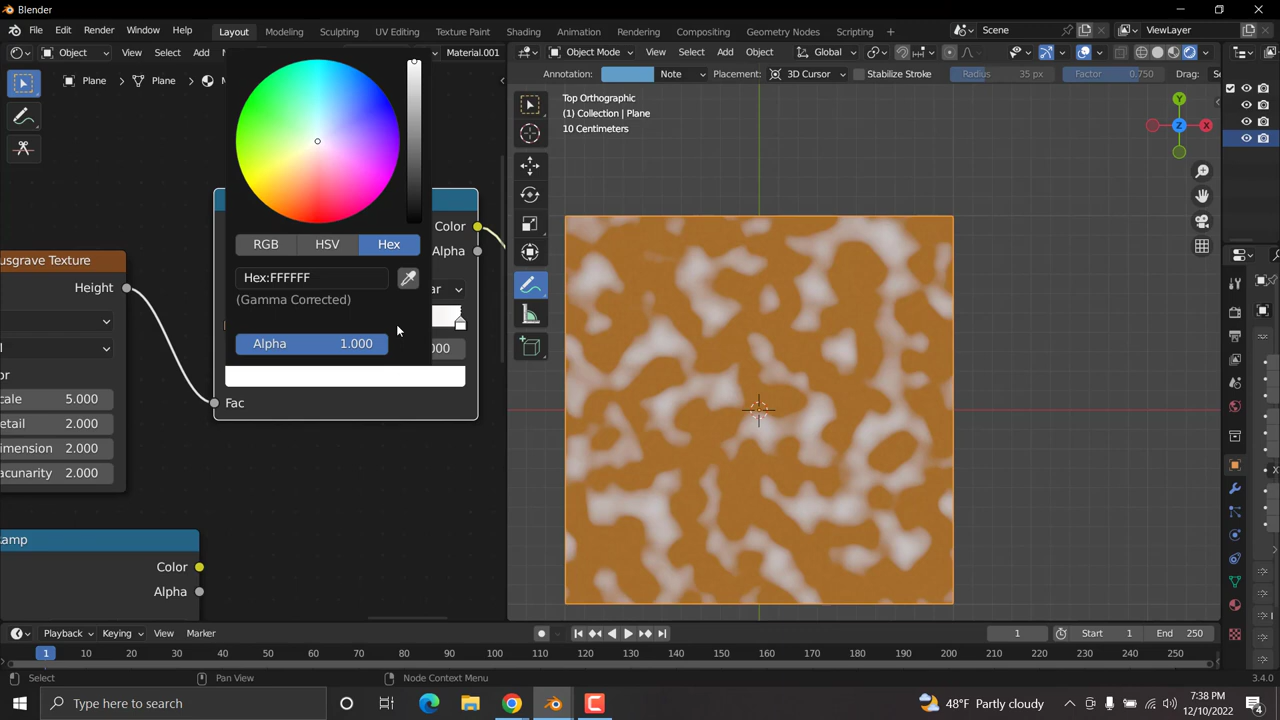 Blender
File Edit Render Window Help Layout Modeling Sculpting UV Editing Texture Paint Shading Animation Rendering Compositing Geometry Nodes Scripting + Scene ViewLayer
Object View Select Add Material.001 Object Mode View Select Add Object Global
Plane Plane M Annotation: Note Placement: 3D Cursor Stabilize Stroke Radius 35 px Factor 0.750 Drag:
Top Orthographic
(1) Collection | Plane
10 Centimeters
Y
X
Z
Color
Alpha
RGB HSV Hex
Hex:FFFFFF
(Gamma Corrected)
Alpha 1.000
ar
000
Fac
usgrave Texture
Height
l
or
cale 5.000
etail 2.000
imension 2.000
acunarity 2.000
amp
Color
Alpha
Playback Keying View Marker 1 Start 1 End 250
1 10 20 30 40 50 60 70 80 90 100 110 120 130 140 150 160 170 180 190 200 210 220 230 240 250
Select Pan View Node Context Menu 3.4.0
Type here to search 48°F Partly cloudy 7:38 PM
12/10/2022 4